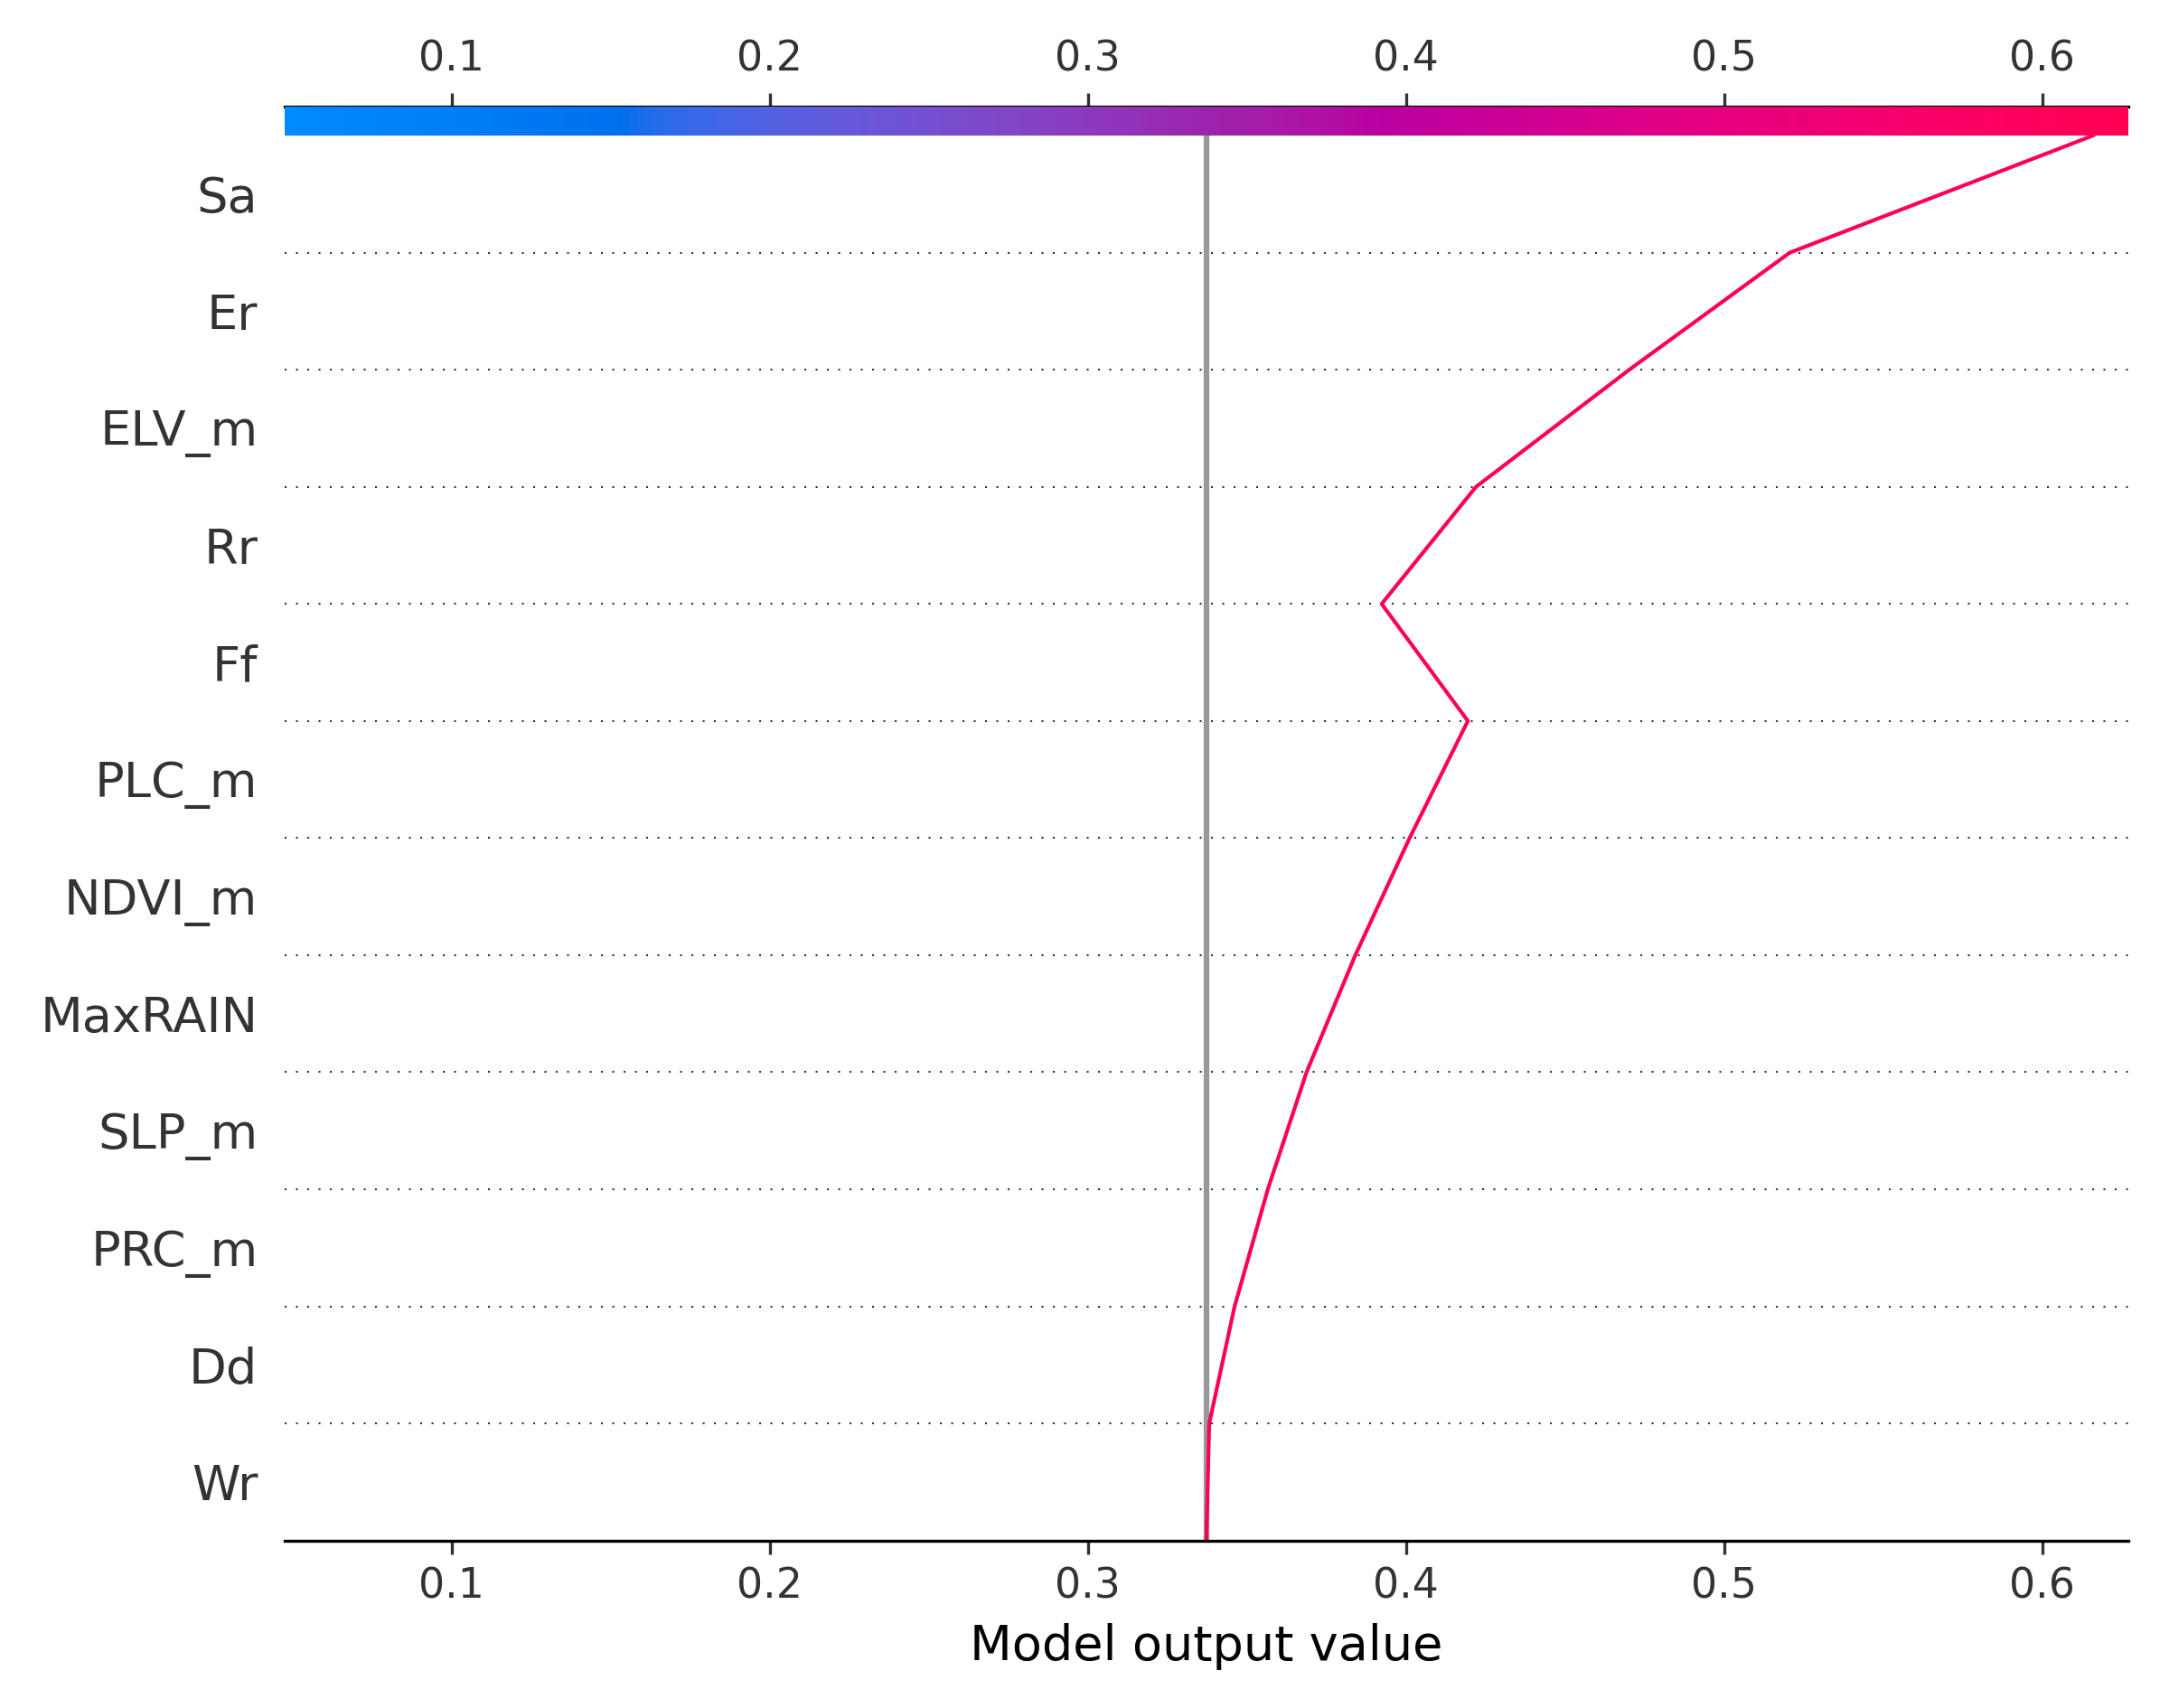 0.1 0.2 0.3 0.4 0.5 0.6
Sa
Er
ELV_m
Rr
Ff
PLC_m
NDVI_m
MaxRAIN
SLP_m
PRC_m
Dd
Wr
0.1 0.2 0.3 0.4 0.5 0.6
Model output value